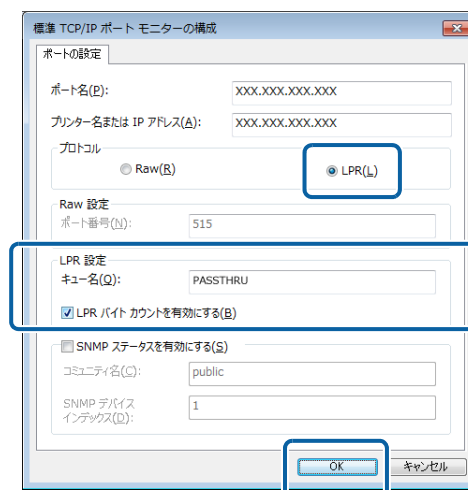 標準 TCP/IP ポート モニターの構成
ポートの設定
ポート名(P): XXX.XXX.XXX.XXX
プリンター名または IP アドレス(A): XXX.XXX.XXX.XXX
プロトコル
Raw(R) LPR(L)
Raw 設定
ポート番号(N): 515
LPR 設定
キュー名(Q): PASSTHRU
LPR バイト カウントを有効にする(B)
SNMP ステータスを有効にする(S)
コミュニティ名(C): public
SNMP デバイス 1
インデックス(D):
OK キャンセル